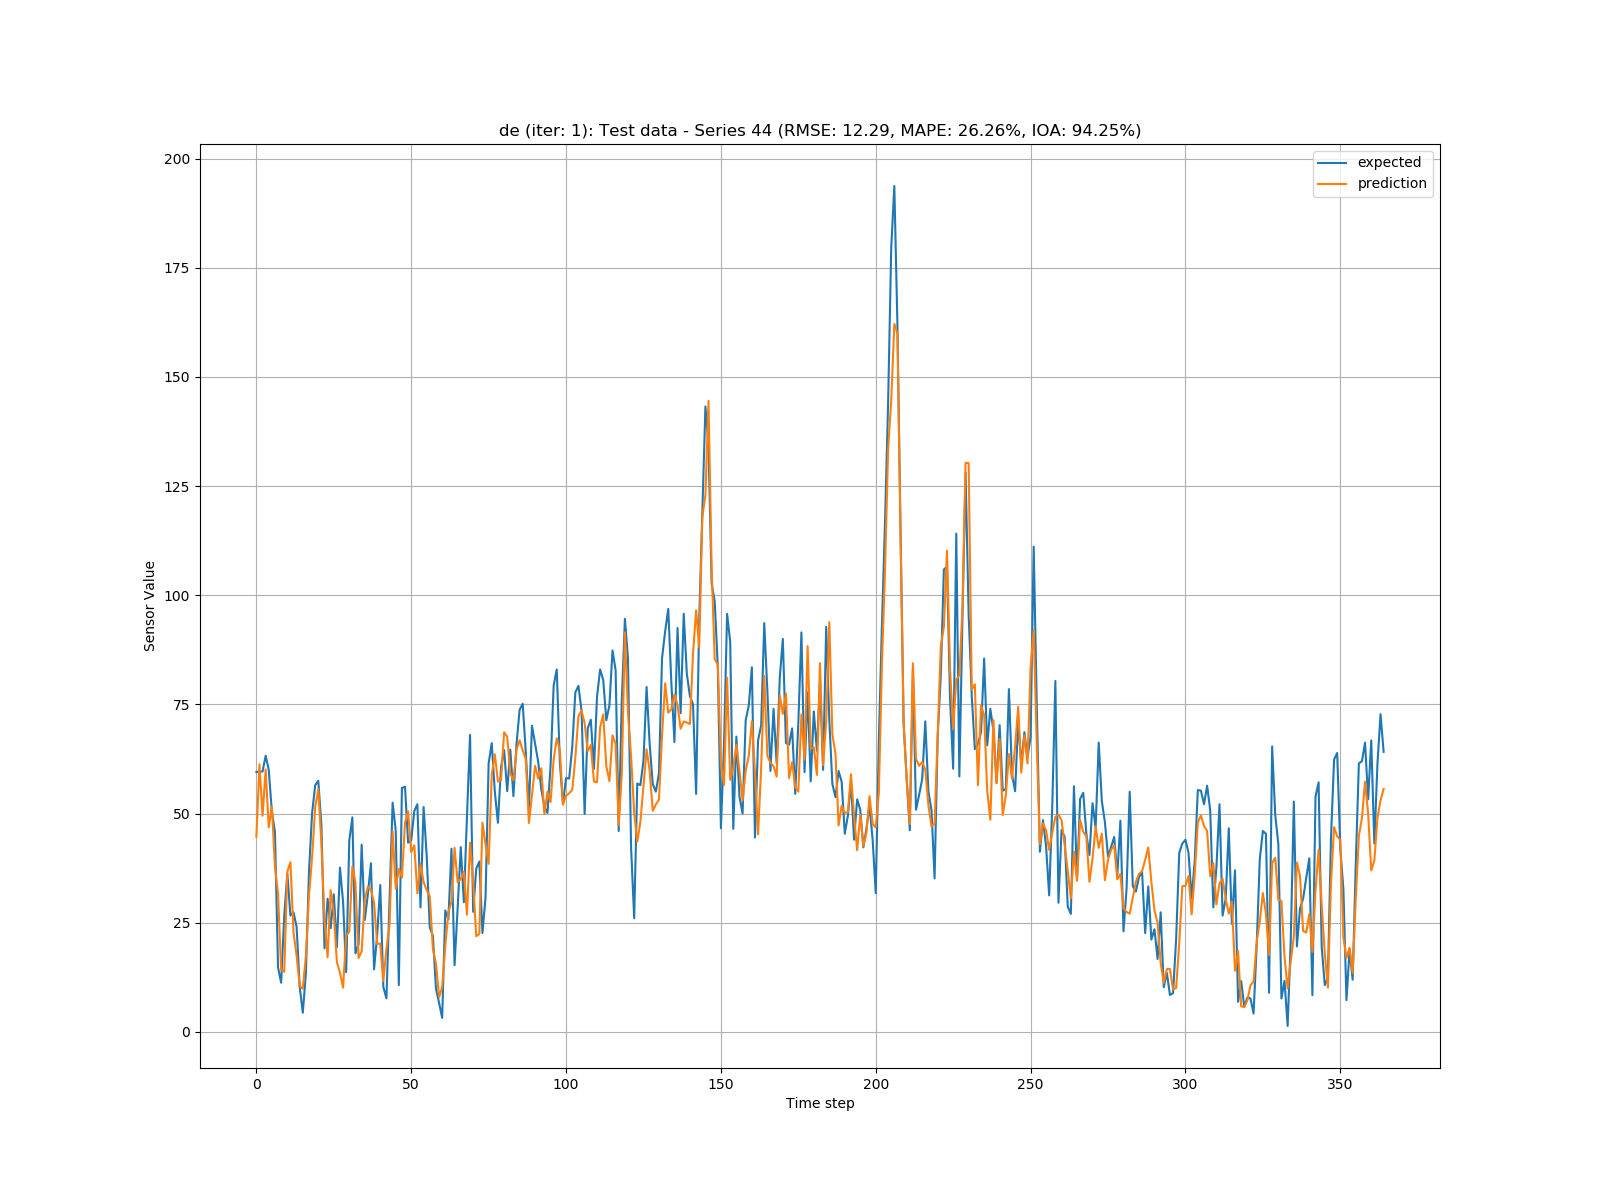 de (iter: 1): Test data - Series 44 (RMSE: 12.29, MAPE: 26.26%, IOA: 94.25%)
expected
prediction
200
175
150
125
100
75
50
25
0
Sensor Value
0 50 100 150 200 250 300 350
Time step